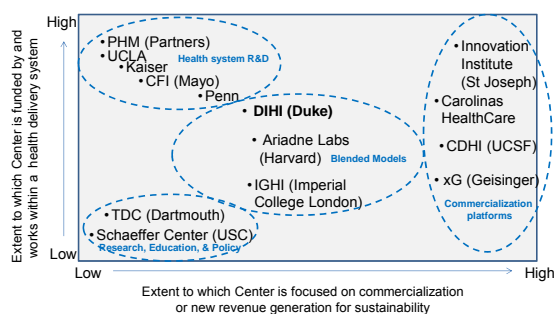 High
Extent to which Center is funded by and
works within a health delivery system
Low
PHM (Partners)
UCLA
Kaiser
CFI (Mayo)
Penn
Health system R&D
DIHI (Duke)
Ariadne Labs
(Harvard)
Blended Models
IGHI (Imperial
College London)
TDC (Dartmouth)
Schaeffer Center (USC)
Research, Education, & Policy
Innovation
Institute
(St Joseph)
Carolinas
HealthCare
CDHI (UCSF)
xG (Geisinger)
Commercialization
platforms
Low
High
Extent to which Center is focused on commercialization
or new revenue generation for sustainability